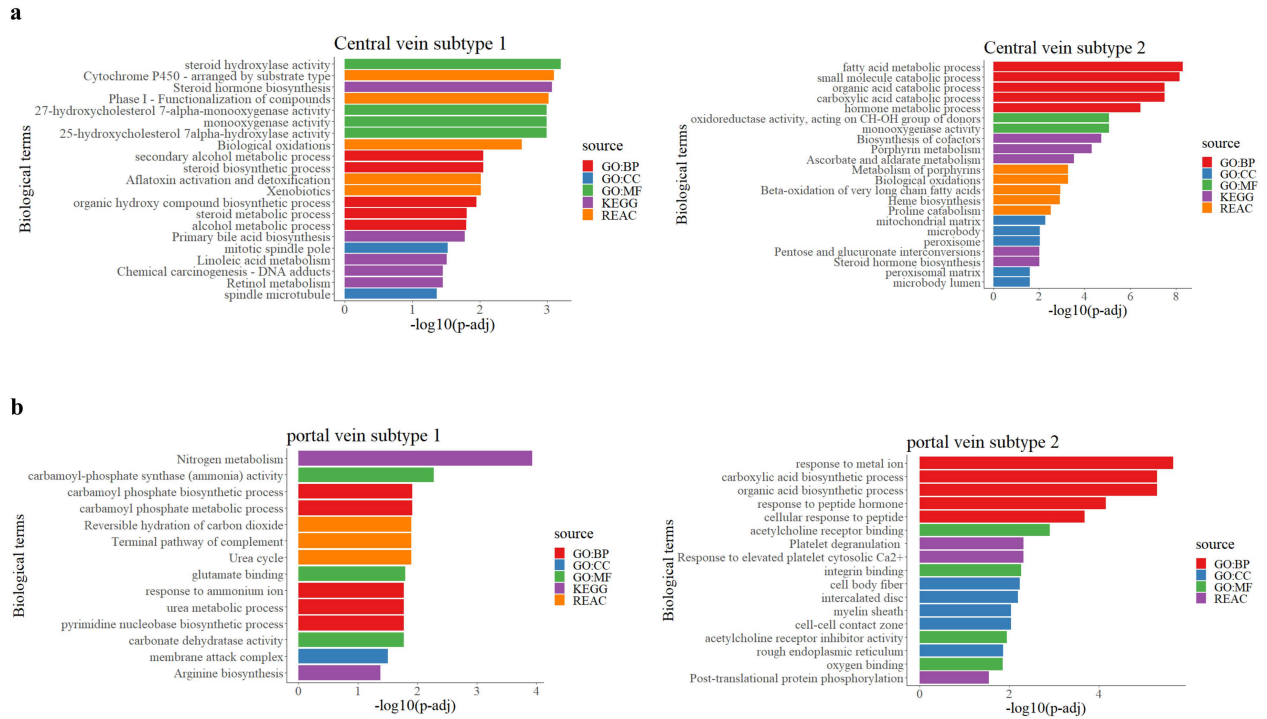 a
Central vein subtype 1
steroid hydroxylase activity
Cytochrome P450 - arranged by substrate type
Steroid hormone biosynthesis
Phase I - Functionalization of compounds
27-hydroxycholesterol 7-alpha-monooxygenase activity
monooxygenase activity
25-hydroxycholesterol 7alpha-hydroxylase activity
Biological oxidations
secondary alcohol metabolic process
steroid biosynthetic process
Aflatoxin activation and detoxification
Xenobiotics
organic hydroxy compound biosynthetic process
steroid metabolic process
alcohol metabolic process
Primary bile acid biosynthesis
mitotic spindle pole
Linoleic acid metabolism
Chemical carcinogenesis - DNA adducts
Retinol metabolism
spindle microtubule
Biological terms
0 1 2 3
-log10(p-adj)
source
GO:BP
GO:CC
GO:MF
KEGG
REAC
Central vein subtype 2
fatty acid metabolic process
small molecule catabolic process
organic acid catabolic process
carboxylic acid catabolic process
hormone metabolic process
oxidoreductase activity, acting on CH-OH group of donors
monooxygenase activity
Biosynthesis of cofactors
Porphyrin metabolism
Ascorbate and aldarate metabolism
Metabolism of porphyrins
Biological oxidations
Beta-oxidation of very long chain fatty acids
Heme biosynthesis
Proline catabolism
mitochondrial matrix
microbody
peroxisome
Pentose and glucuronate interconversions
Steroid hormone biosynthesis
peroxisomal matrix
microbody lumen
Biological terms
0 2 4 6 8
-log10(p-adj)
source
GO:BP
GO:CC
GO:MF
KEGG
REAC
b
portal vein subtype 1
Nitrogen metabolism
carbamoyl-phosphate synthase (ammonia) activity
carbamoyl phosphate biosynthetic process
carbamoyl phosphate metabolic process
Reversible hydration of carbon dioxide
Terminal pathway of complement
Urea cycle
glutamate binding
response to ammonium ion
urea metabolic process
pyrimidine nucleobase biosynthetic process
carbonate dehydratase activity
membrane attack complex
Arginine biosynthesis
Biological terms
0 1 2 3 4
-log10(p-adj)
source
GO:BP
GO:CC
GO:MF
KEGG
REAC
portal vein subtype 2
response to metal ion
carboxylic acid biosynthetic process
organic acid biosynthetic process
response to peptide hormone
cellular response to peptide
acetylcholine receptor binding
Platelet degranulation
Response to elevated platelet cytosolic Ca2+
integrin binding
cell body fiber
intercalated disc
myelin sheath
cell-cell contact zone
acetylcholine receptor inhibitor activity
rough endoplasmic reticulum
oxygen binding
Post-translational protein phosphorylation
Biological terms
0 2 4
-log10(p-adj)
source
GO:BP
GO:CC
GO:MF
REAC